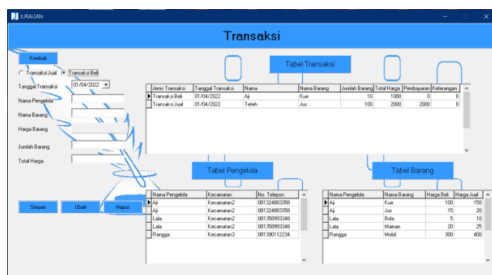 JURAGAN
Transaksi
Kembali
Transaksi Jual Transaksi Beli
Tanggal Transaksi 01/04/2022
Nama Pengelola
Nama Barang
Harga Barang
Jumlah Barang
Total Harga
Simpan Ubah Hapus
Tabel Transaksi
Jenis Transaksi Tanggal Transaksi Nama Nama Barang Jumlah Barang Total Harga Pembayaran Keterangan
Transaksi Beli 01/04/2022 Aji Kue 10 1000 0 0
Transaksi Jual 01/04/2022 Teteh Jus 100 2000 2000 0
Tabel Pengelola
Nama Pengelola Kecamatan No. Telepon
Aji Kecamatan2 081324883358
Aji Kecamatan2 081324883358
Lala Kecamatan2 081358993348
Lala Kecamatan2 081358993348
Rangga Kecamatan3 081390112234
Tabel Barang
Nama Pengelola Nama Barang Harga Beli Harga Jual
Aji Kue 100 150
Aji Jus 15 20
Lala Bola 5 10
Lala Mainan 20 25
Rangga Mobil 300 400